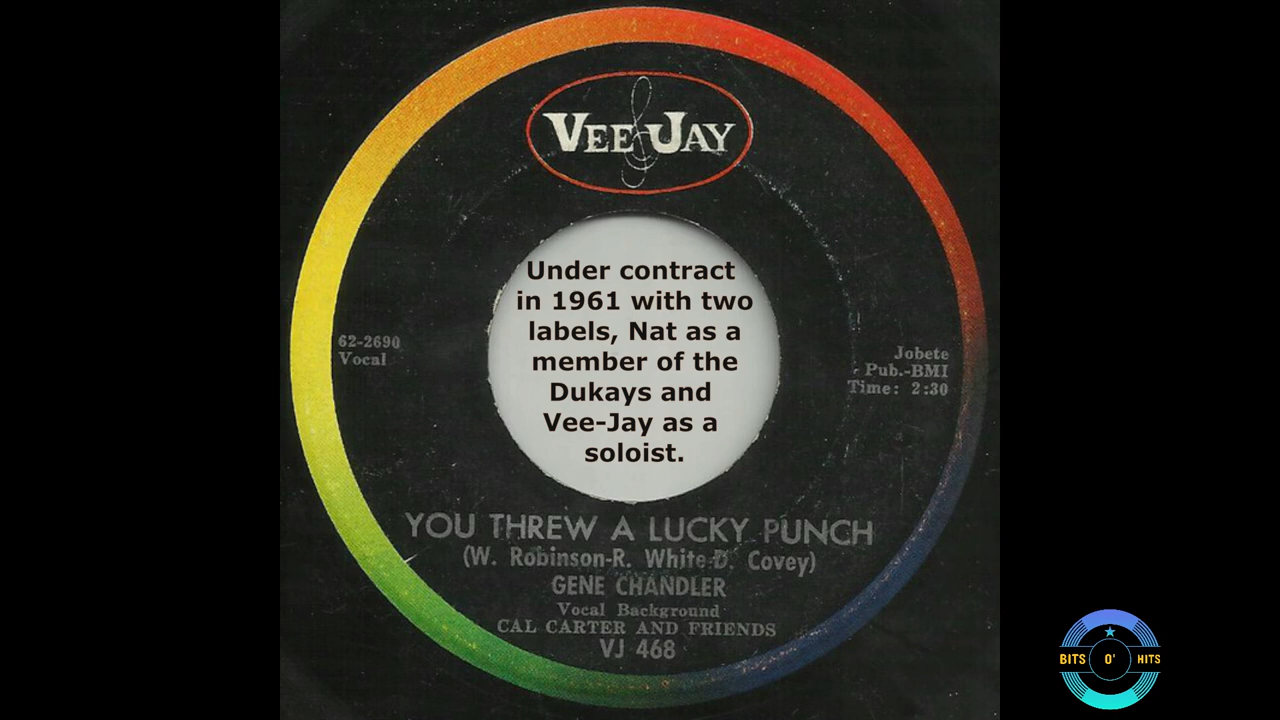 VEE JAY
Under contract
in 1961 with two
labels, Nat as a
member of the
Dukays and
Vee-Jay as a
soloist.
62-2690
Vocal
Jobete
Pub.-BMI
Time: 2:30
YOU THREW A LUCKY PUNCH
(W. Robinson-R. White-D. Covey)
GENE CHANDLER
Vocal Background
CAL CARTER AND FRIENDS
VJ 468
BITS O' HITS